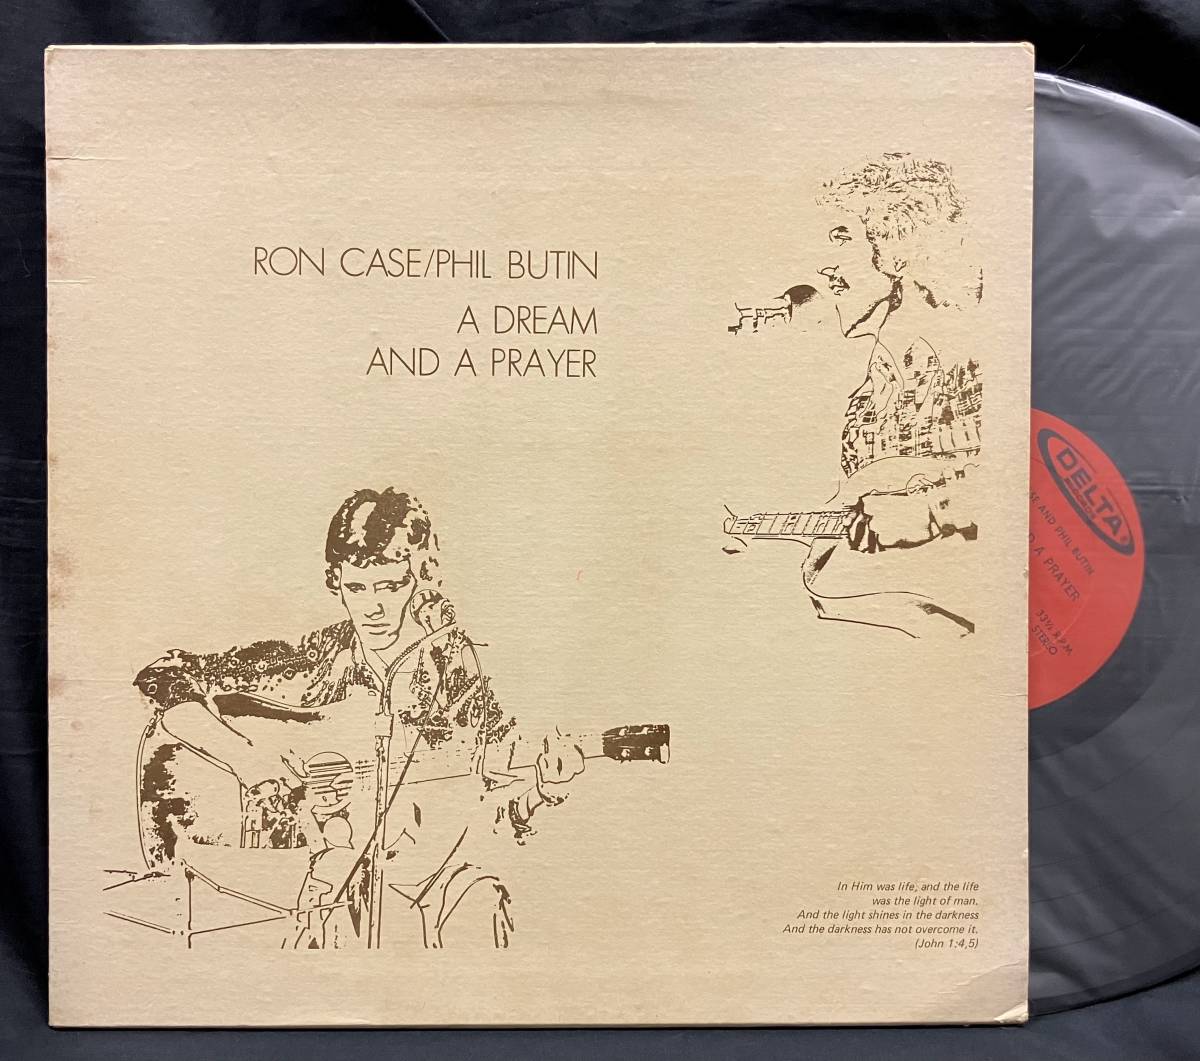 RON CASE/PHIL BUTIN
A DREAM
AND A PRAYER
In Him was life, and the life
was the light of man.
And the light shines in the darkness
And the darkness has not overcome it.
(John 1:4,5)
DELTA
SE AND PHIL BUTIN
D A PRAYER
33⅓ R.P.M.
STEREO